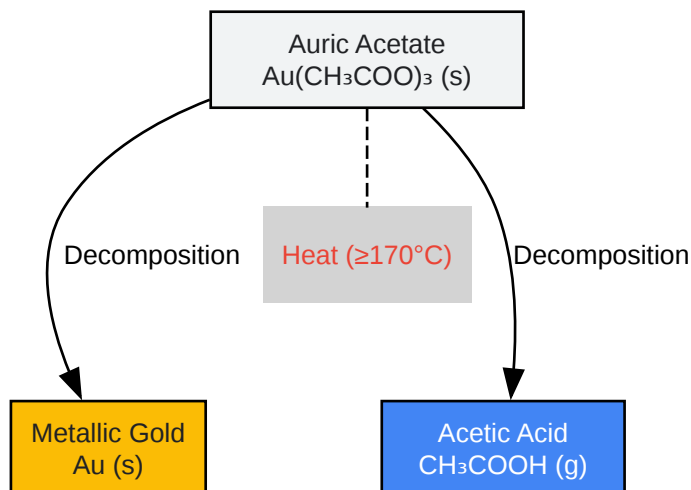 Auric Acetate
Au(CH₃COO)₃ (s)
Decomposition
Heat (≥170°C)
Decomposition
Metallic Gold
Au (s)
Acetic Acid
CH₃COOH (g)